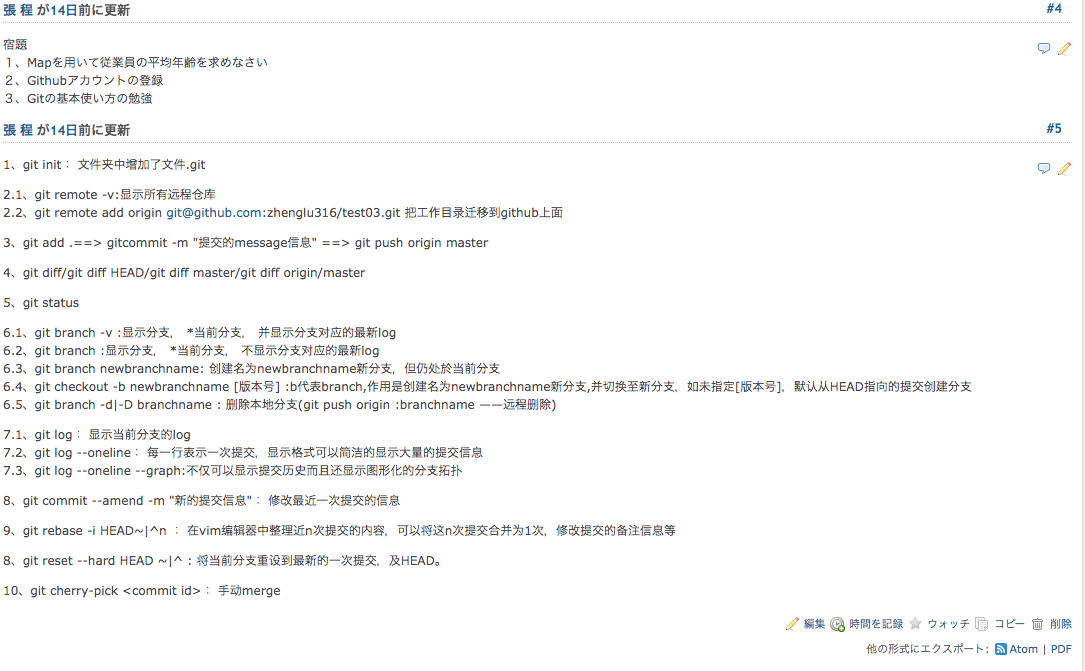 張 程 が14日前に更新 #4
宿題
１、Mapを用いて従業員の平均年齢を求めなさい
２、Githubアカウントの登録
３、Gitの基本使い方の勉強
張 程 が14日前に更新 #5
1、git init： 文件夹中增加了文件.git
2.1、git remote -v:显示所有远程仓库
2.2、git remote add origin git@github.com:zhenglu316/test03.git 把工作目录迁移到github上面
3、git add .==> gitcommit -m "提交的message信息" ==> git push origin master
4、git diff/git diff HEAD/git diff master/git diff origin/master
5、git status
6.1、git branch -v :显示分支， *当前分支， 并显示分支对应的最新log
6.2、git branch :显示分支， *当前分支， 不显示分支对应的最新log
6.3、git branch newbranchname: 创建名为newbranchname新分支，但仍处於当前分支
6.4、git checkout -b newbranchname [版本号] :b代表branch,作用是创建名为newbranchname新分支,并切换至新分支，如未指定[版本号]，默认从HEAD指向的提交创建分支
6.5、git branch -d|-D branchname : 删除本地分支(git push origin :branchname ——远程删除)
7.1、git log： 显示当前分支的log
7.2、git log --oneline： 每一行表示一次提交，显示格式可以简洁的显示大量的提交信息
7.3、git log --oneline --graph:不仅可以显示提交历史而且还显示图形化的分支拓扑
8、git commit --amend -m "新的提交信息"： 修改最近一次提交的信息
9、git rebase -i HEAD~|^n ： 在vim编辑器中整理近n次提交的内容，可以将这n次提交合并为1次，修改提交的备注信息等
8、git reset --hard HEAD ~|^ : 将当前分支重设到最新的一次提交，及HEAD。
10、git cherry-pick <commit id>： 手动merge
編集 時間を記録 ウォッチ コピー 削除
他の形式にエクスポート: Atom | PDF